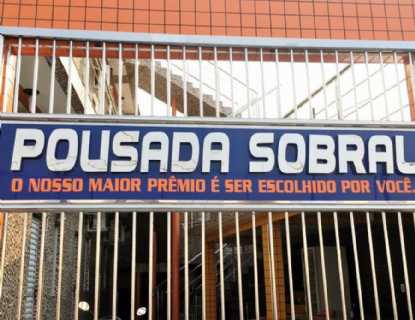 POUSADA SOBRAL
O NOSSO MAIOR PRÊMIO É SER ESCOLHIDO POR VOCÊ.